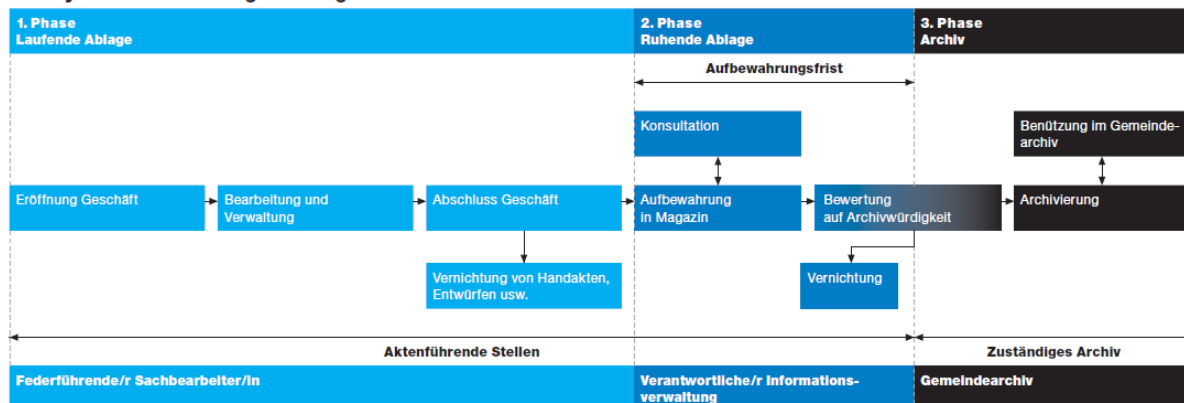 1. Phase
Laufende Ablage
2. Phase
Ruhende Ablage
3. Phase
Archiv
Aufbewahrungsfrist
Konsultation
Benützung im Gemeinde-
archiv
Eröffnung Geschäft
Bearbeitung und
Verwaltung
Abschluss Geschäft
Aufbewahrung
in Magazin
Bewertung
auf Archivwürdigkeit
Archivierung
Vernichtung von Handakten,
Entwürfen usw.
Vernichtung
Aktenführende Stellen
Zuständiges Archiv
Federführende/r Sachbearbeiter/in
Verantwortliche/r Informations-
verwaltung
Gemeindearchiv